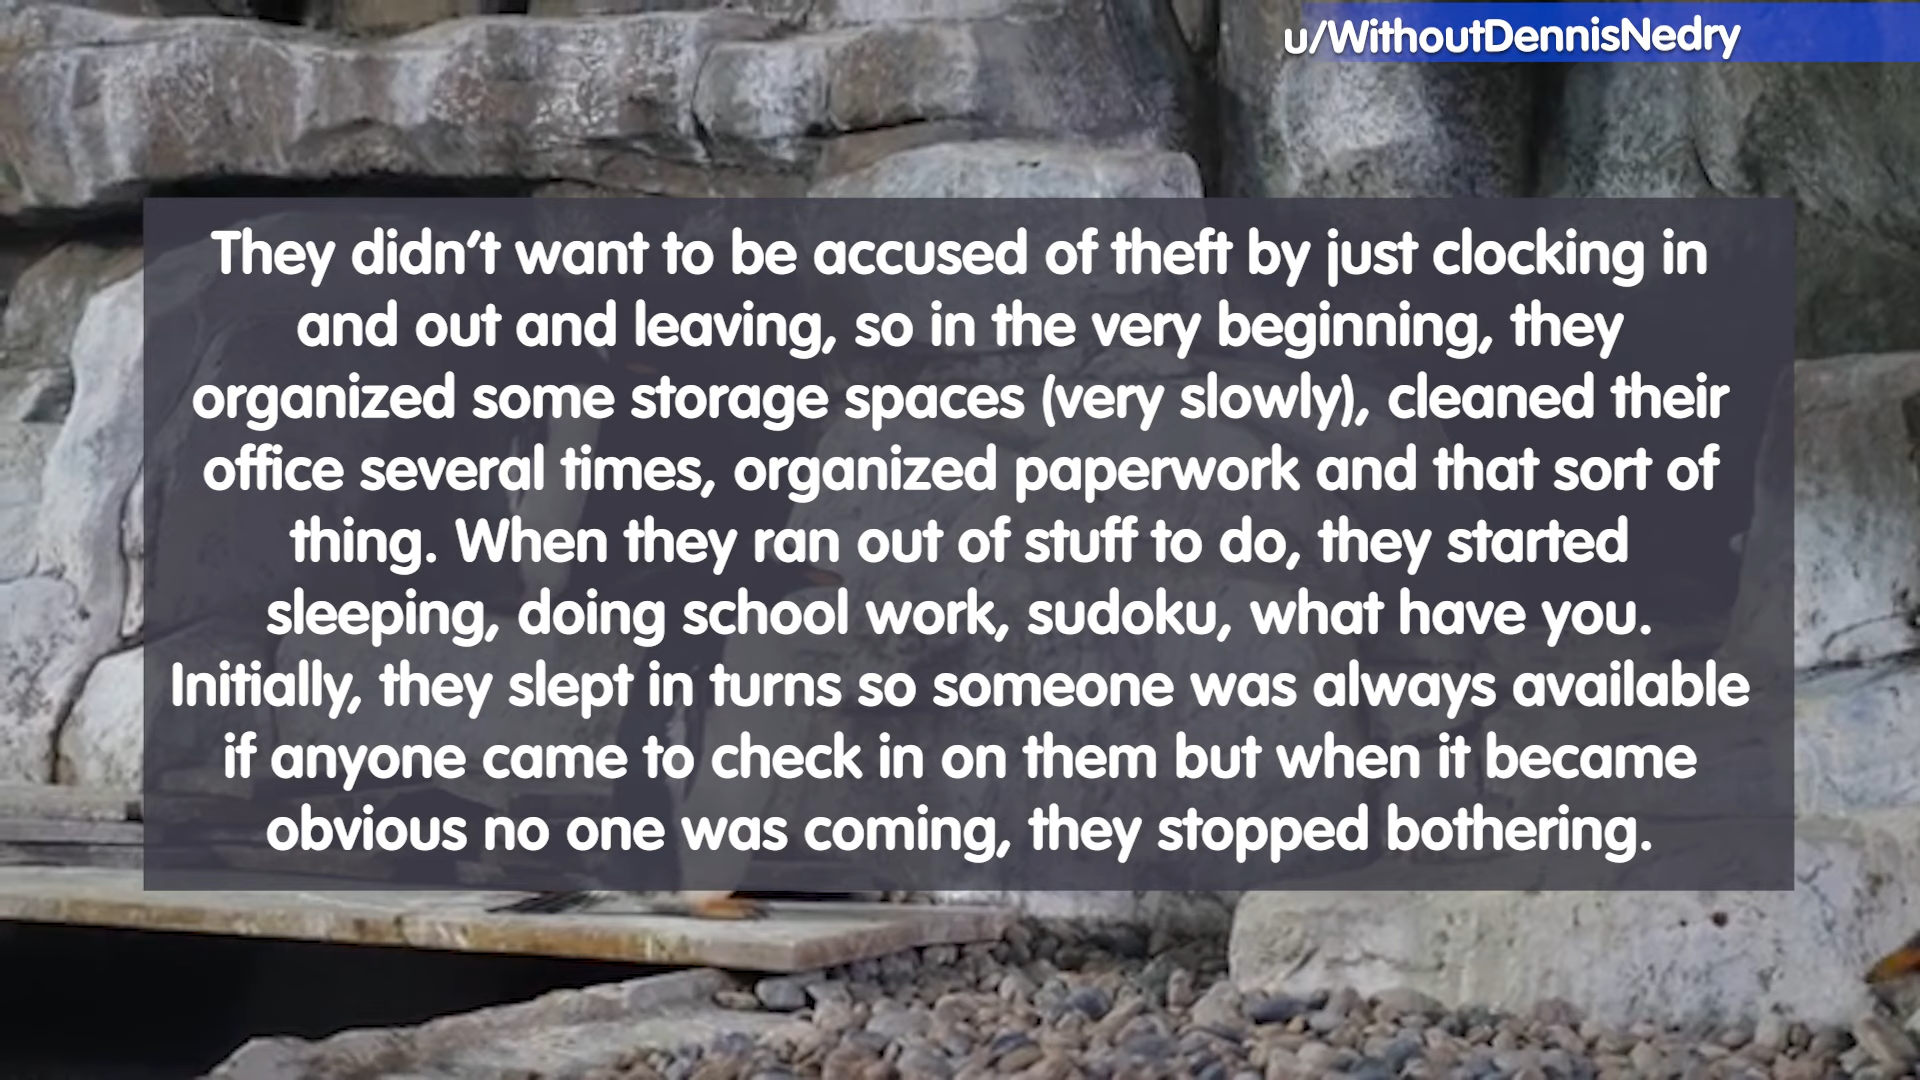 u/WithoutDennisNedry
They didn't want to be accused of theft by just clocking in
and out and leaving, so in the very beginning, they
organized some storage spaces (very slowly), cleaned their
office several times, organized paperwork and that sort of
thing. When they ran out of stuff to do, they started
sleeping, doing school work, sudoku, what have you.
Initially, they slept in turns so someone was always available
if anyone came to check in on them but when it became
obvious no one was coming, they stopped bothering.